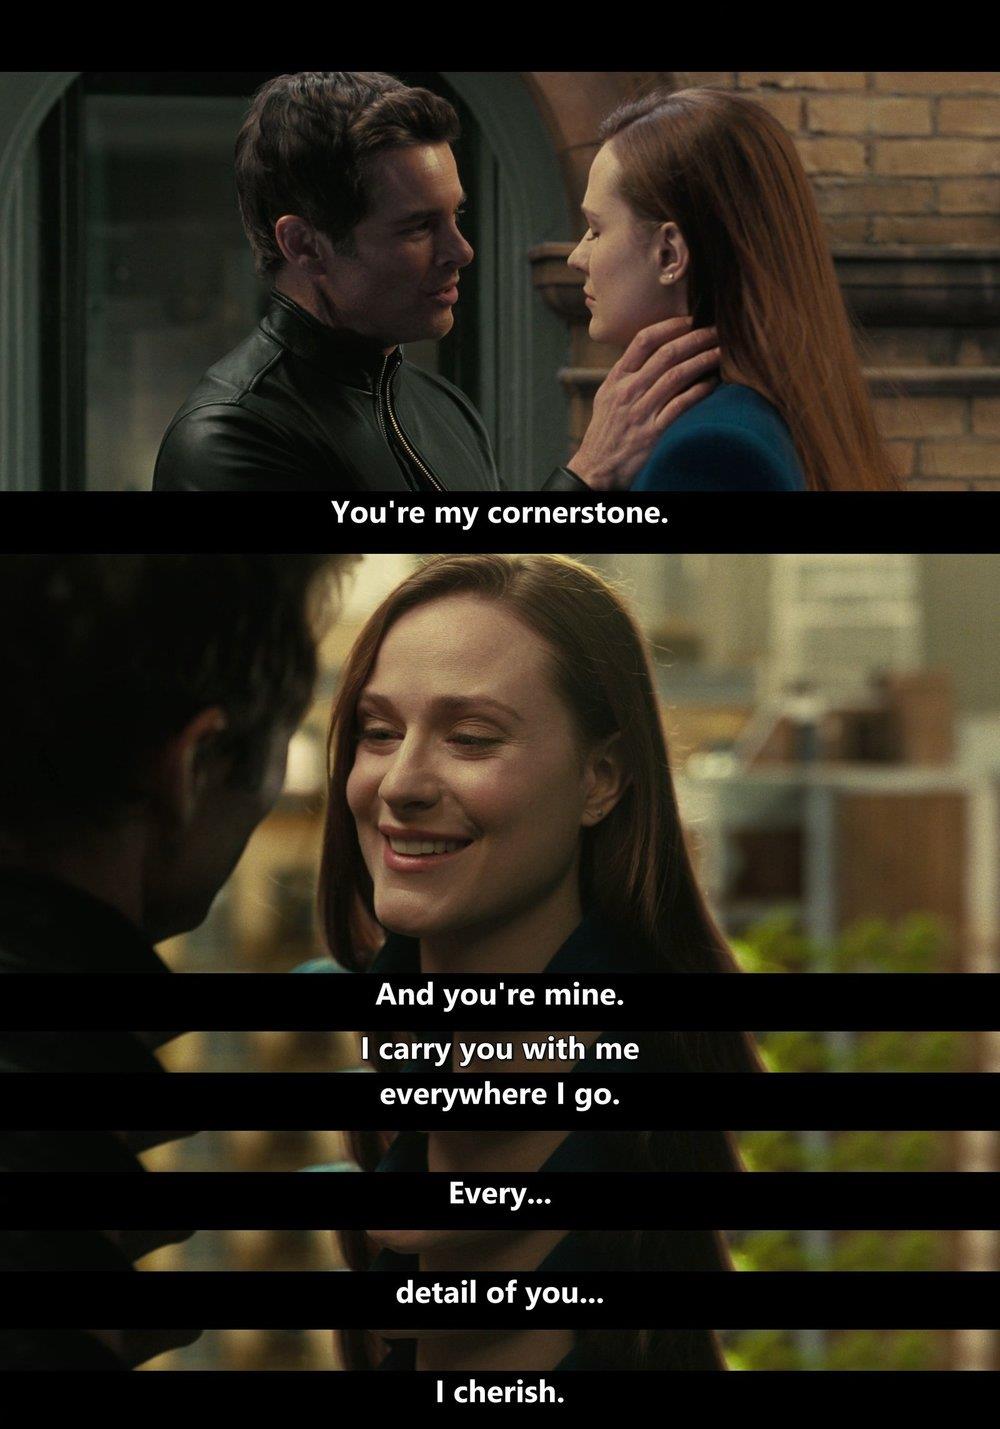 You're my cornerstone.
And you're mine.
I carry you with me
everywhere I go.
Every...
detail of you...
I cherish.